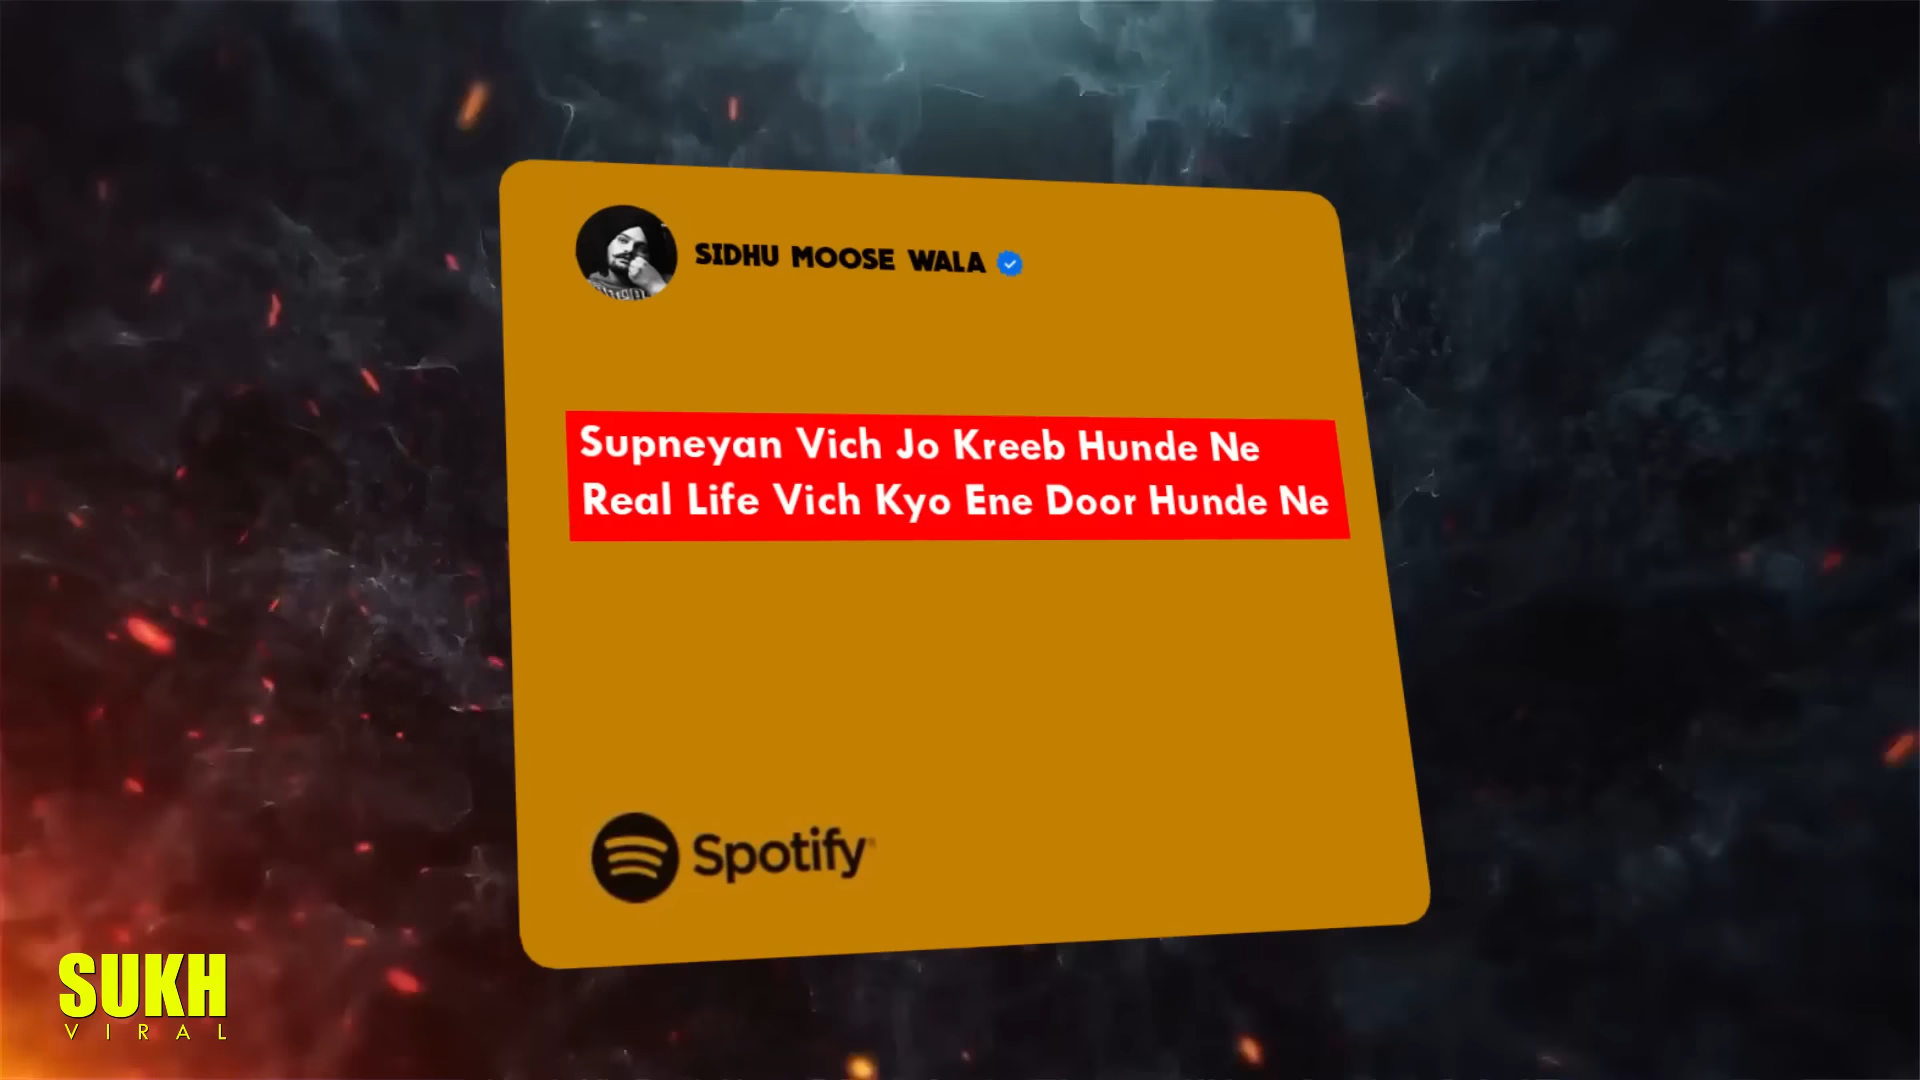 SIDHU MOOSE WALA
Supneyan Vich Jo Kreeb Hunde Ne
Real Life Vich Kyo Ene Door Hunde Ne
Spotify
SUKH
VIRAL